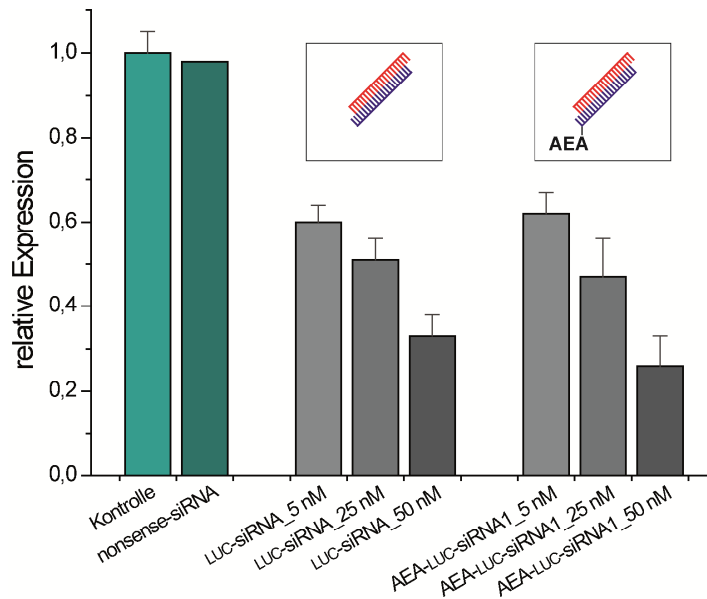 relative Expression
1,0
0,8
0,6
0,4
0,2
0,0
AEA
Kontrolle
nonsense-siRNA
LUC-siRNA_5 nM
LUC-siRNA_25 nM
LUC-siRNA_50 nM
AEA-LUC-siRNA1_5 nM
AEA-LUC-siRNA1_25 nM
AEA-LUC-siRNA1_50 nM